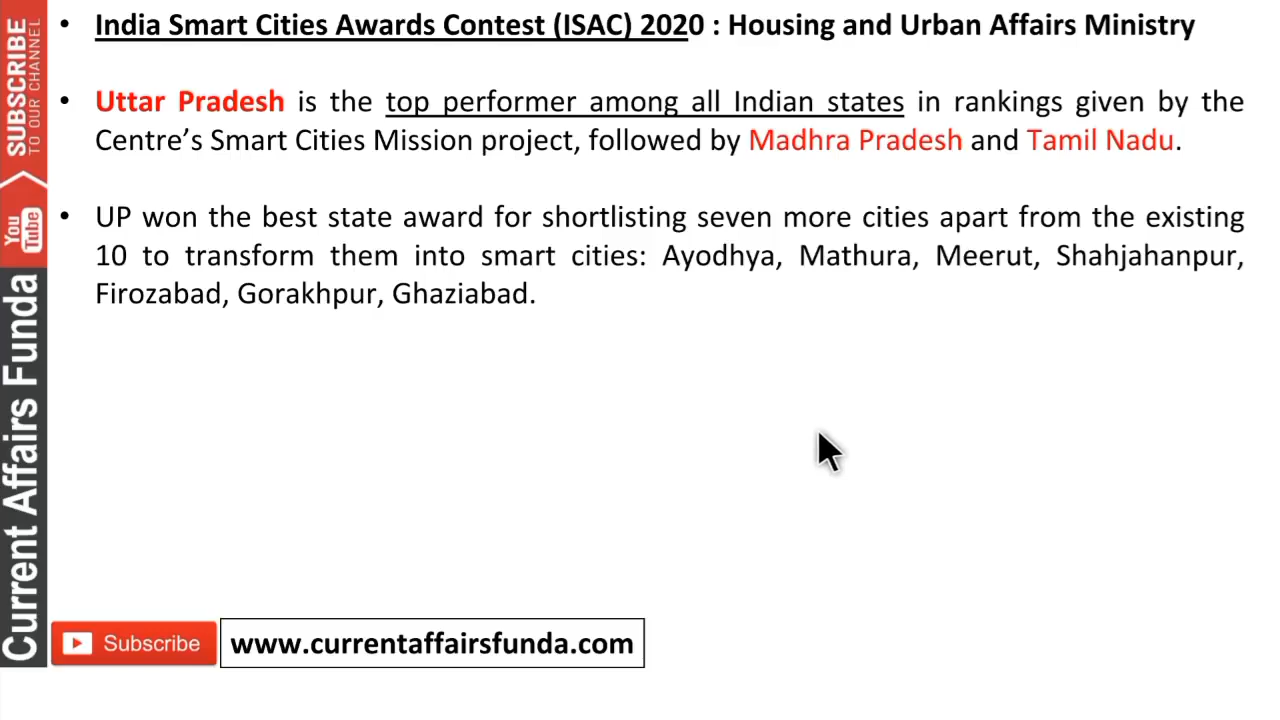 • India Smart Cities Awards Contest (ISAC) 2020 : Housing and Urban Affairs Ministry
• Uttar Pradesh is the top performer among all Indian states in rankings given by the
Centre’s Smart Cities Mission project, followed by Madhra Pradesh and Tamil Nadu.
• UP won the best state award for shortlisting seven more cities apart from the existing
10 to transform them into smart cities: Ayodhya, Mathura, Meerut, Shahjahanpur,
Firozabad, Gorakhpur, Ghaziabad.
SUBSCRIBE
TO OUR CHANNEL
You
Tube
Current Affairs Funda
Subscribe
www.currentaffairsfunda.com